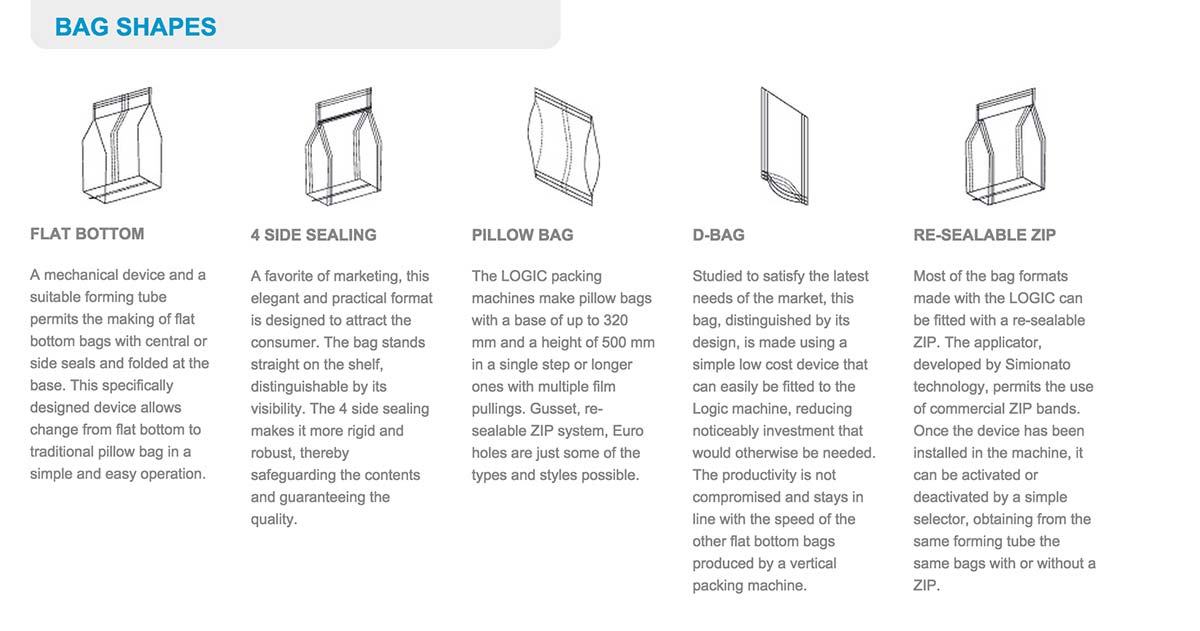 BAG SHAPES
FLAT BOTTOM
A mechanical device and a
suitable forming tube
permits the making of flat
bottom bags with central or
side seals and folded at the
base. This specifically
designed device allows
change from flat bottom to
traditional pillow bag in a
simple and easy operation.
4 SIDE SEALING
A favorite of marketing, this
elegant and practical format
is designed to attract the
consumer. The bag stands
straight on the shelf,
distinguishable by its
visibility. The 4 side sealing
makes it more rigid and
robust, thereby
safeguarding the contents
and guaranteeing the
quality.
PILLOW BAG
The LOGIC packing
machines make pillow bags
with a base of up to 320
mm and a height of 500 mm
in a single step or longer
ones with multiple film
pullings. Gusset, re-
sealable ZIP system, Euro
holes are just some of the
types and styles possible.
D-BAG
Studied to satisfy the latest
needs of the market, this
bag, distinguished by its
design, is made using a
simple low cost device that
can easily be fitted to the
Logic machine, reducing
noticeably investment that
would otherwise be needed.
The productivity is not
compromised and stays in
line with the speed of the
other flat bottom bags
produced by a vertical
packing machine.
RE-SEALABLE ZIP
Most of the bag formats
made with the LOGIC can
be fitted with a re-sealable
ZIP. The applicator,
developed by Simionato
technology, permits the use
of commercial ZIP bands.
Once the device has been
installed in the machine, it
can be activated or
deactivated by a simple
selector, obtaining from the
same forming tube the
same bags with or without a
ZIP.